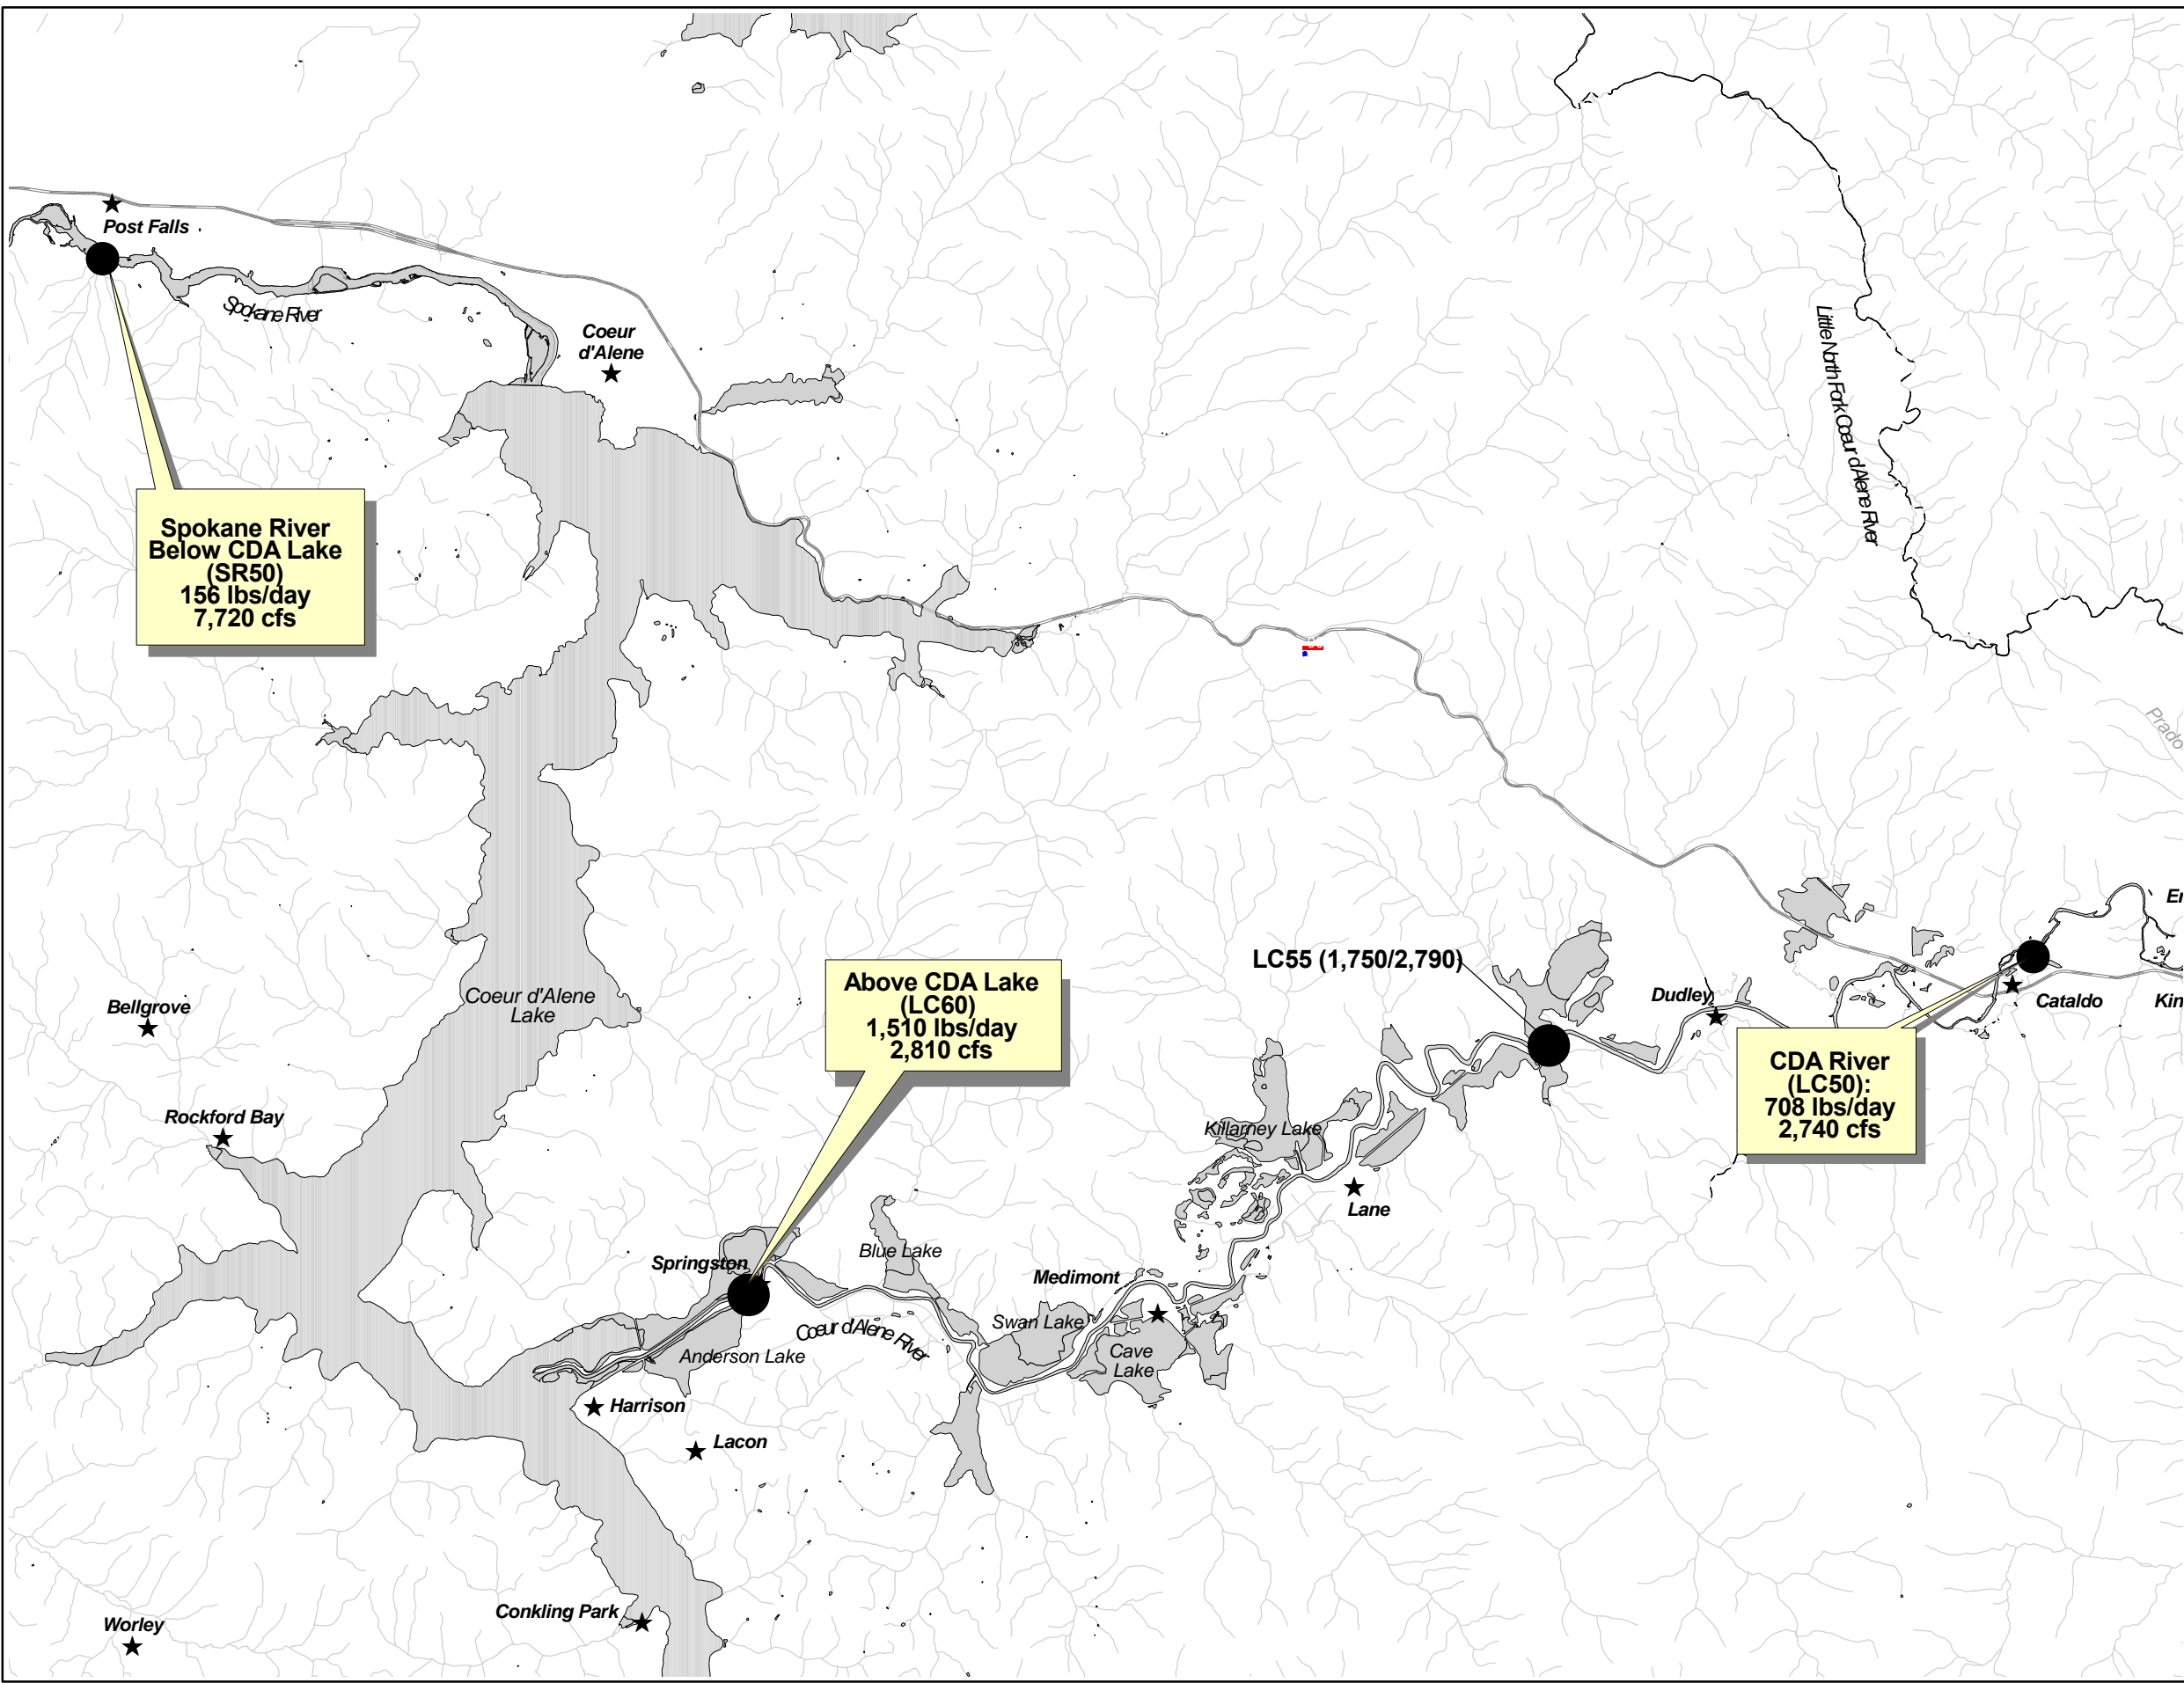 Post Falls
Spokane River
Coeur
d'Alene
Little North Fork Coeur d'Alene River
Spokane River
Below CDA Lake
(SR50)
156 lbs/day
7,720 cfs
Prado
Coeur d'Alene
Lake
Bellgrove
Rockford Bay
Above CDA Lake
(LC60)
1,510 lbs/day
2,810 cfs
LC55 (1,750/2,790)
Dudley
Cataldo
Kin
CDA River
(LC50):
708 lbs/day
2,740 cfs
Killarney Lake
Lane
Springston
Blue Lake
Medimont
Swan Lake
Coeur d'Alene River
Cave
Lake
Anderson Lake
Harrison
Lacon
Conkling Park
Worley